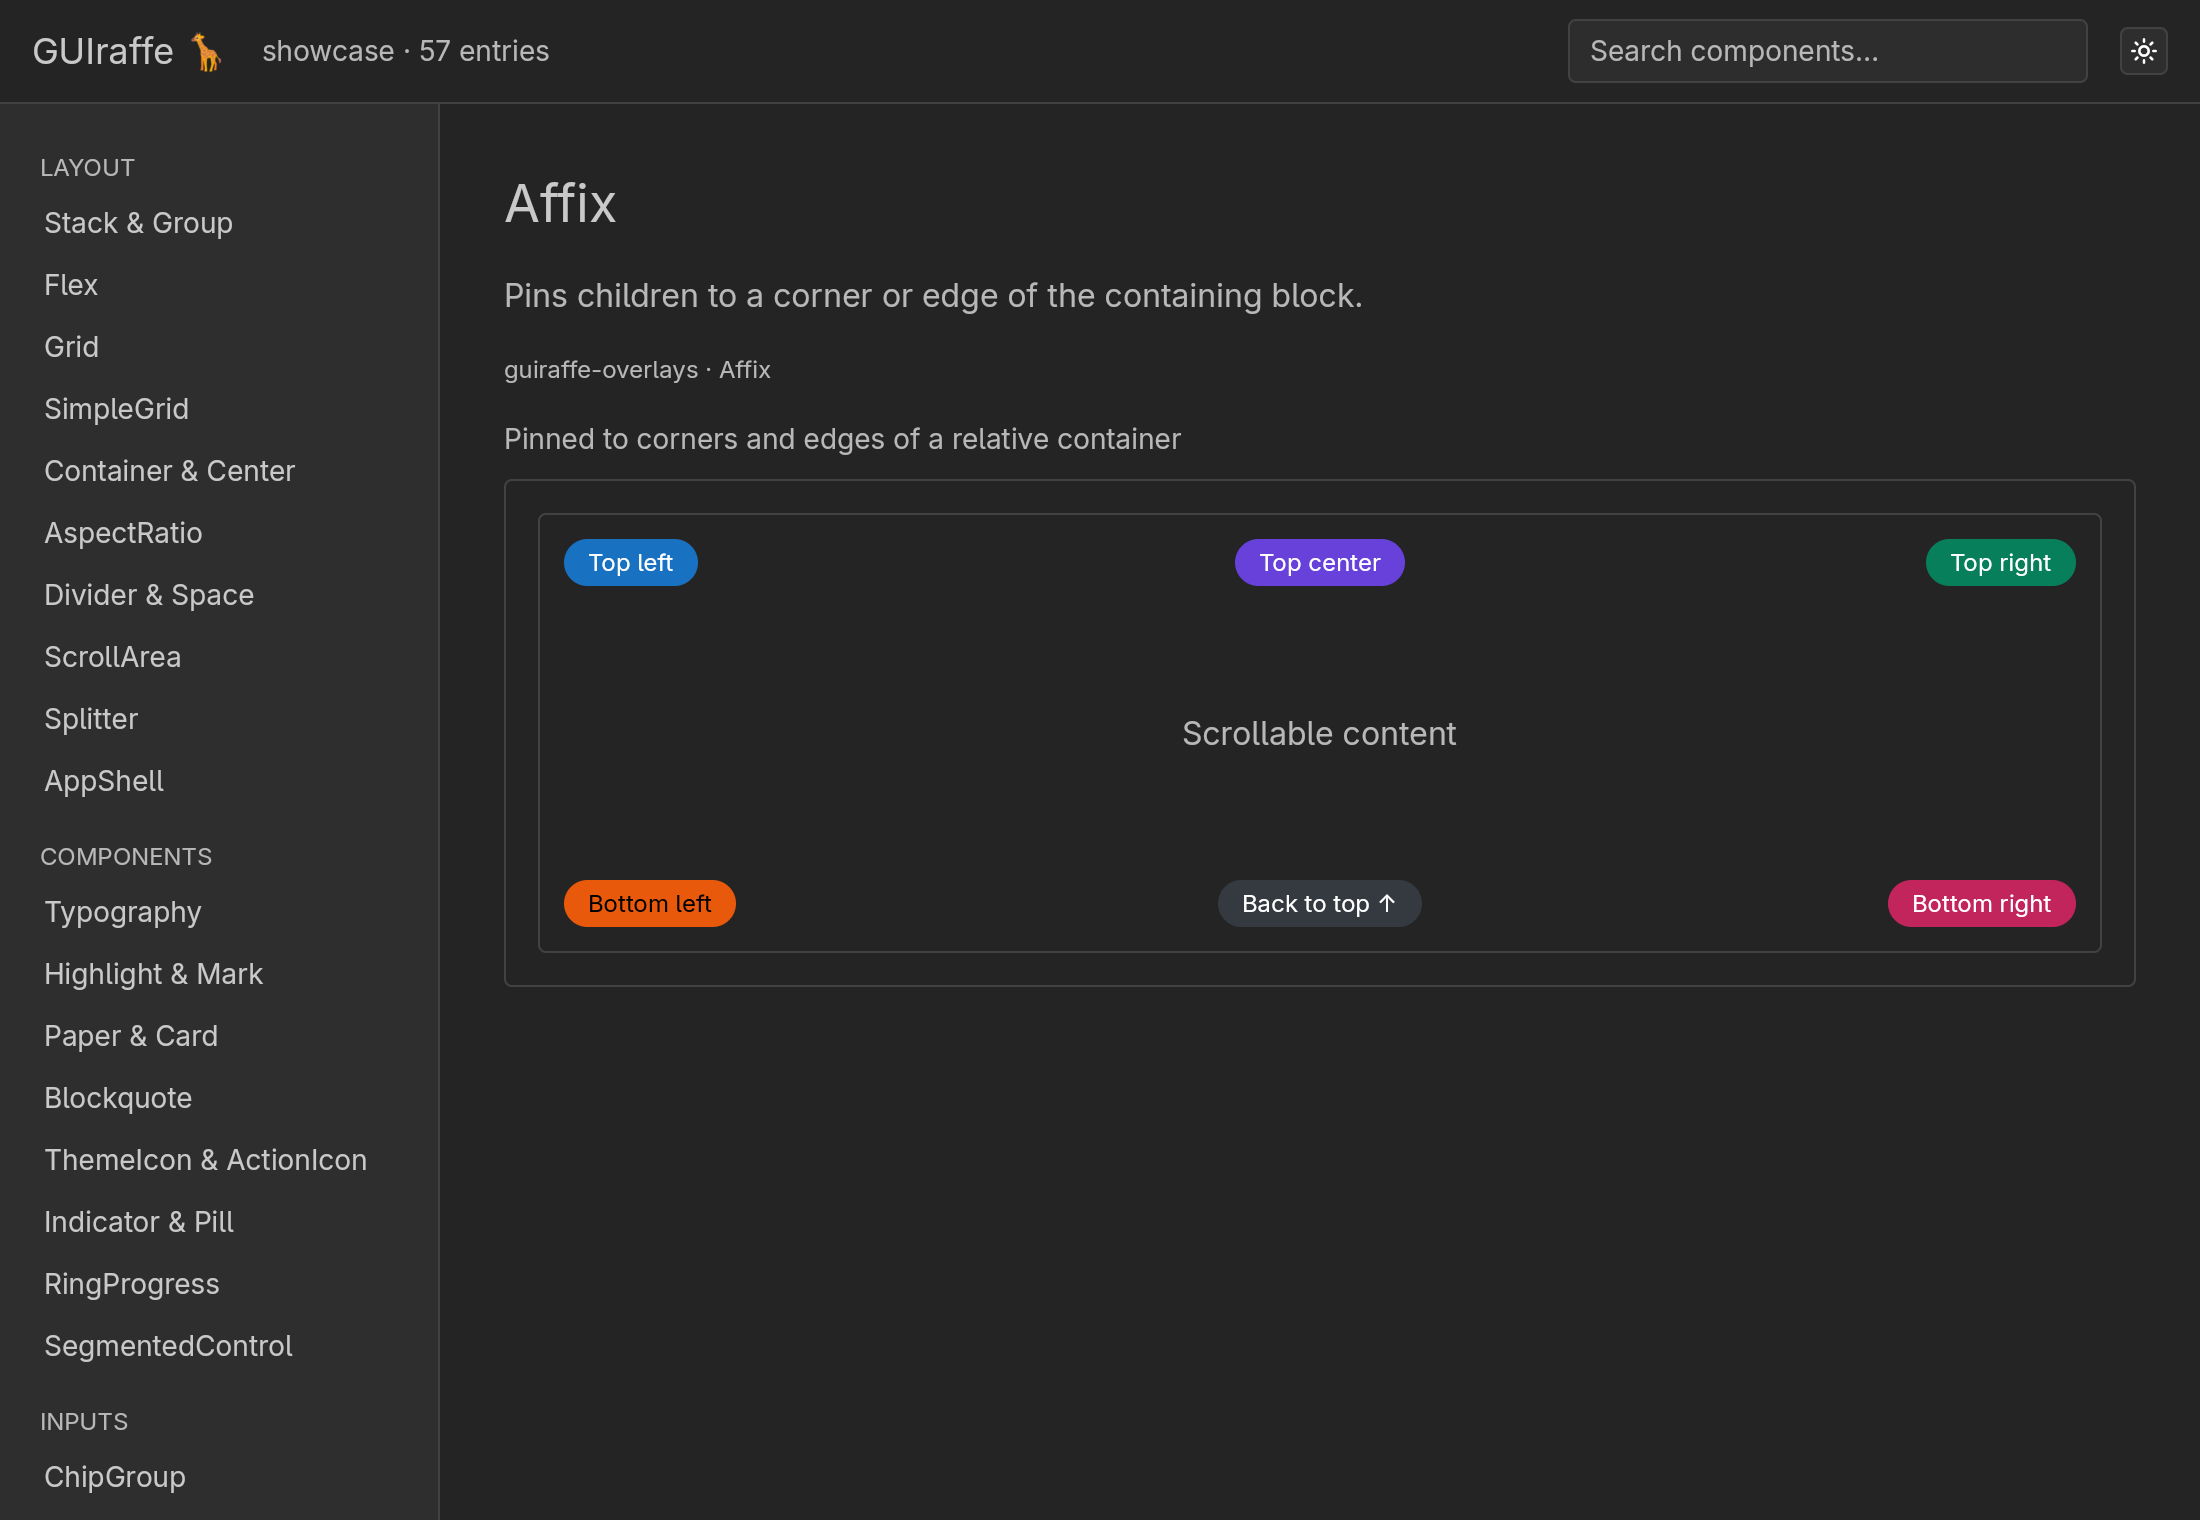 GUIraffe 🦒 showcase · 57 entries
Search components...
LAYOUT
Stack & Group
Flex
Grid
SimpleGrid
Container & Center
AspectRatio
Divider & Space
ScrollArea
Splitter
AppShell
COMPONENTS
Typography
Highlight & Mark
Paper & Card
Blockquote
ThemeIcon & ActionIcon
Indicator & Pill
RingProgress
SegmentedControl
INPUTS
ChipGroup
Affix
Pins children to a corner or edge of the containing block.
guiraffe-overlays · Affix
Pinned to corners and edges of a relative container
Top left
Top center
Top right
Scrollable content
Bottom left
Back to top ↑
Bottom right